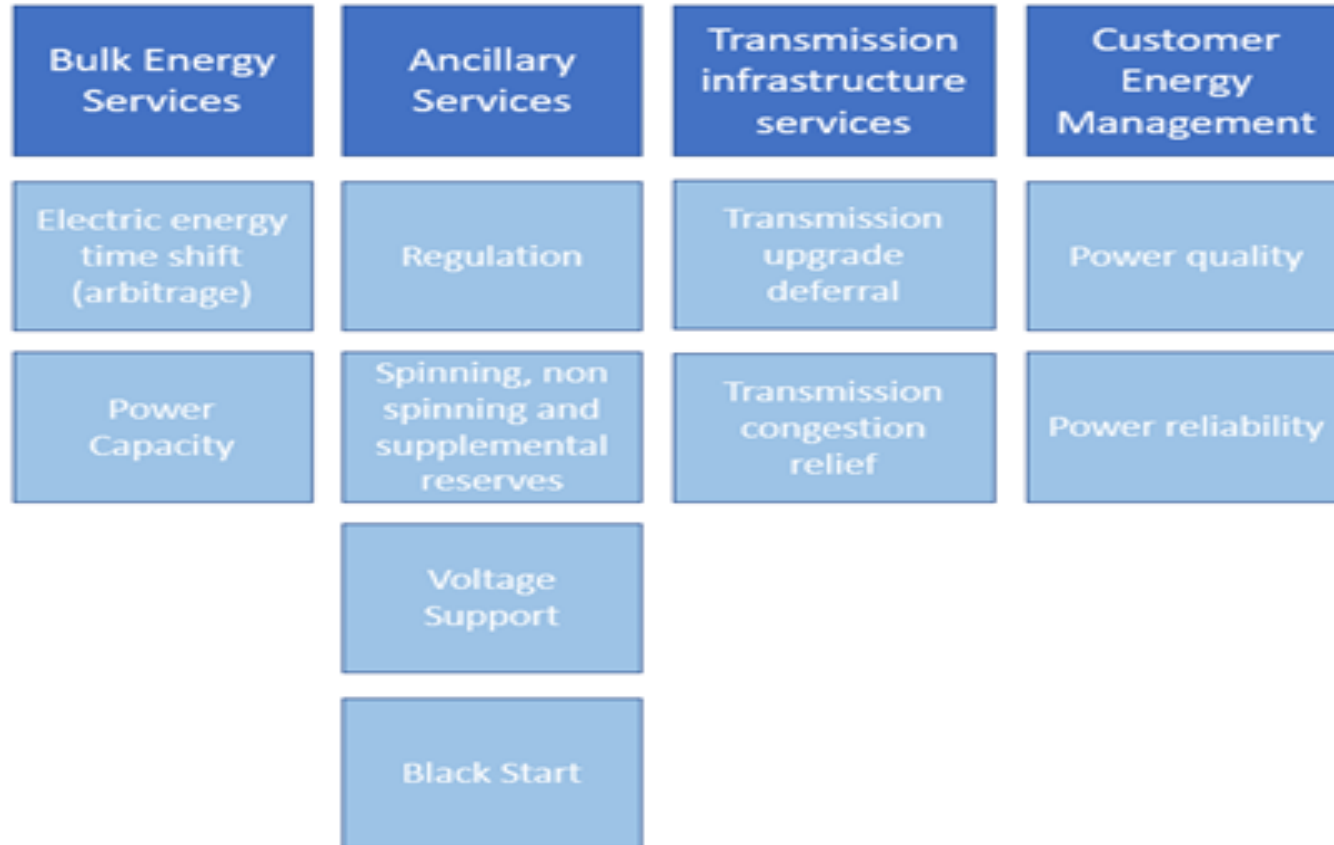 Bulk Energy
Services
Ancillary
Services
Transmission
infrastructure
services
Customer
Energy
Management
Electric energy
time shift
(arbitrage)
Regulation
Transmission
upgrade
deferral
Power quality
Power
Capacity
Spinning, non
spinning and
supplemental
reserves
Transmission
congestion
relief
Power reliability
Voltage
Support
Black Start